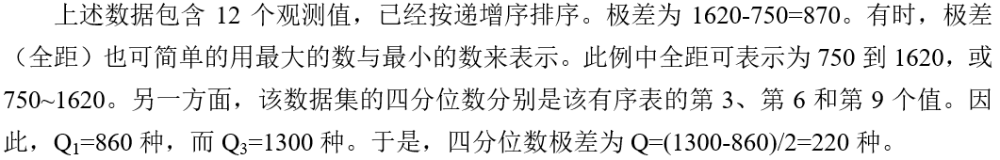 上述数据包含 12 个观测值，已经按递增序排序。极差为 1620-750=870。有时，极差
（全距）也可简单的用最大的数与最小的数来表示。此例中全距可表示为 750 到 1620，或
750~1620。另一方面，该数据集的四分位数分别是该有序表的第 3、第 6 和第 9 个值。因
此，Q₁=860 种，而 Q₃=1300 种。于是，四分位数极差为 Q=(1300-860)/2=220 种。